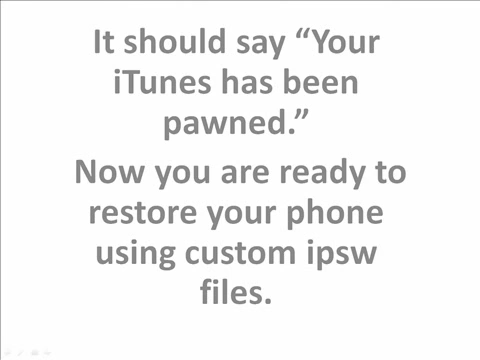 It should say “Your
iTunes has been
pawned.”
Now you are ready to
restore your phone
using custom ipsw
files.